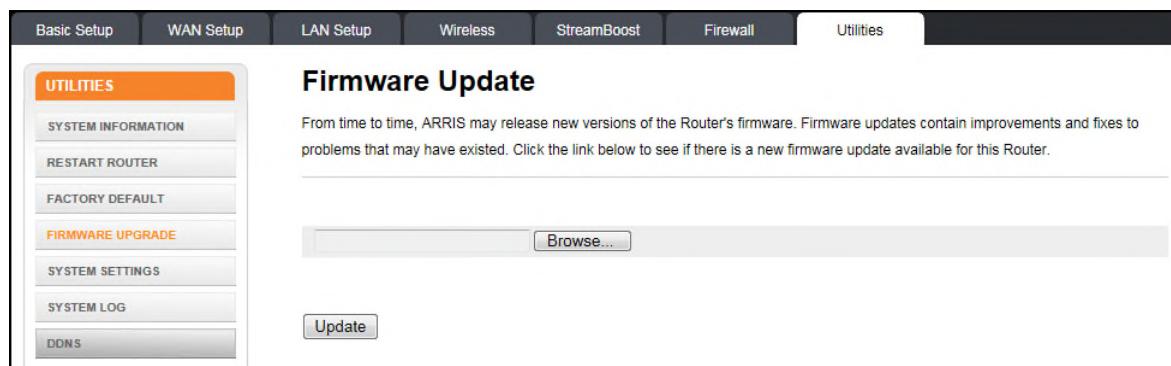 Basic Setup WAN Setup LAN Setup Wireless StreamBoost Firewall Utilities
UTILITIES
SYSTEM INFORMATION
RESTART ROUTER
FACTORY DEFAULT
FIRMWARE UPGRADE
SYSTEM SETTINGS
SYSTEM LOG
DDNS
Firmware Update
From time to time, ARRIS may release new versions of the Router's firmware. Firmware updates contain improvements and fixes to
problems that may have existed. Click the link below to see if there is a new firmware update available for this Router.
Browse...
Update